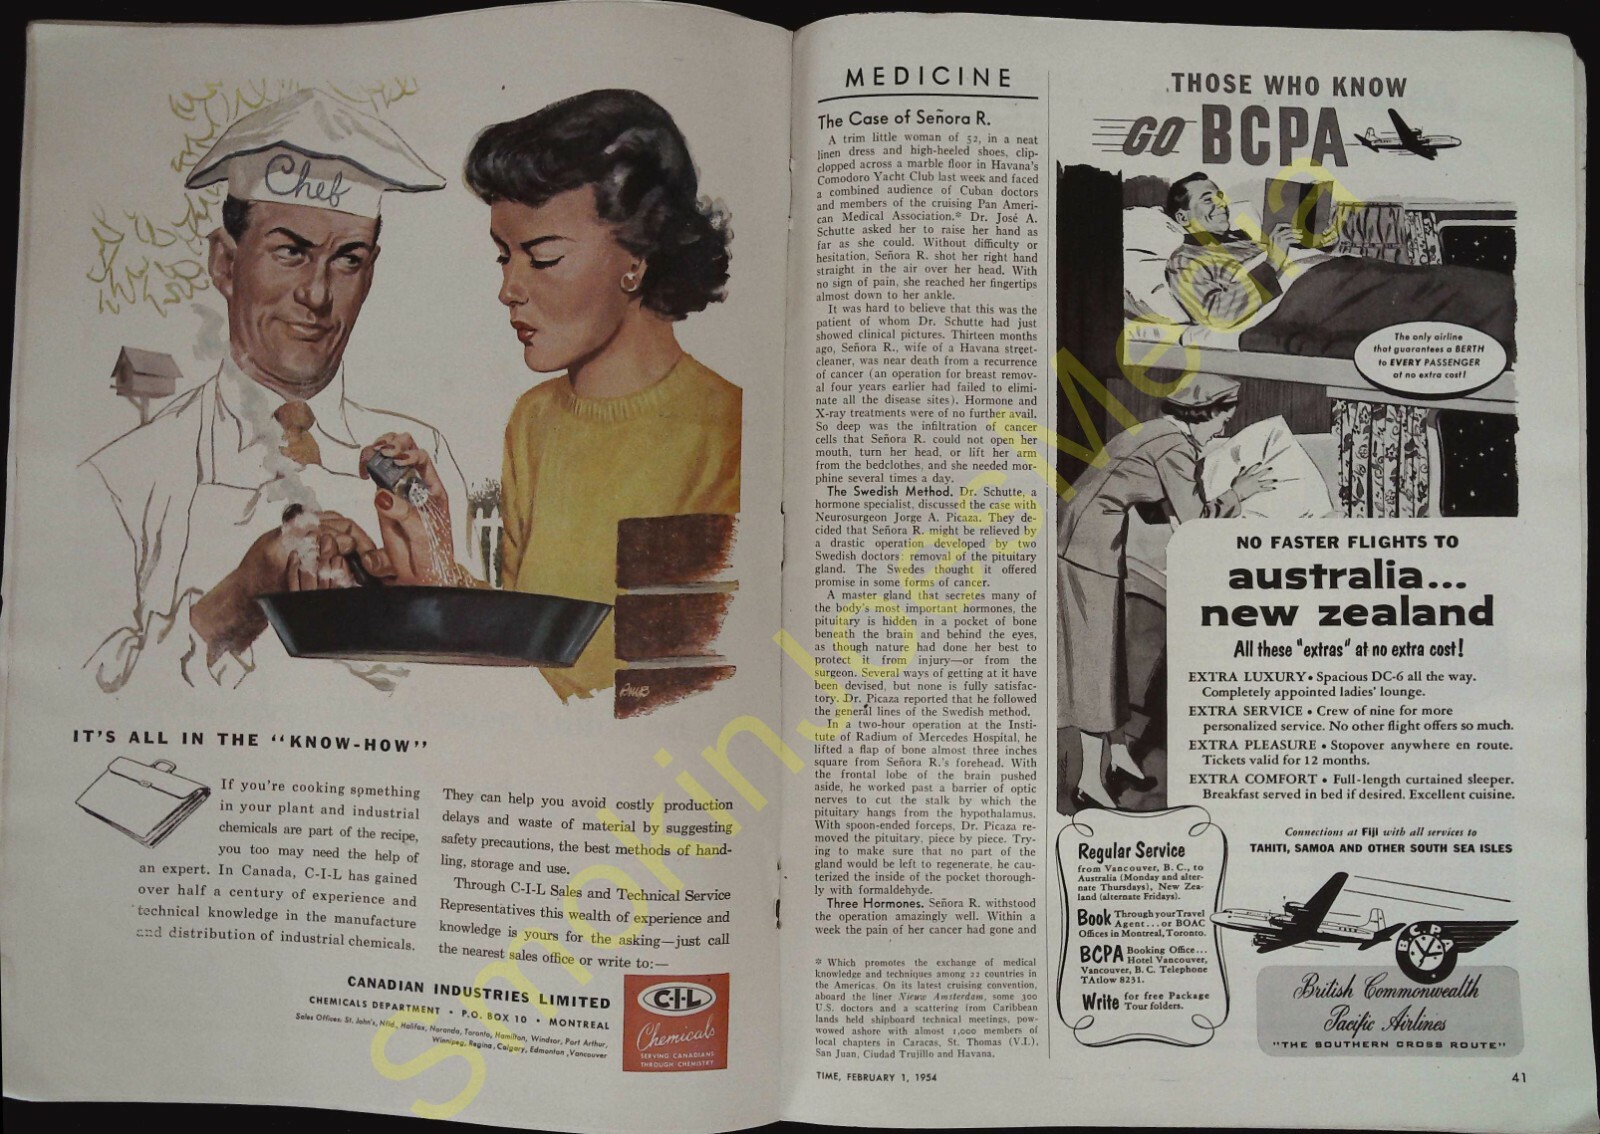 Chef
RMB
IT'S ALL IN THE "KNOW-HOW"
If you're cooking something
in your plant and industrial
chemicals are part of the recipe,
you too may need the help of
an expert. In Canada, C-I-L has gained
over half a century of experience and
technical knowledge in the manufacture
and distribution of industrial chemicals.
They can help you avoid costly production
delays and waste of material by suggesting
safety precautions, the best methods of hand-
ling, storage and use.
Through C-I-L Sales and Technical Service
Representatives this wealth of experience and
knowledge is yours for the asking—just call
the nearest sales office or write to:—
CANADIAN INDUSTRIES LIMITED
CHEMICALS DEPARTMENT • P.O. BOX 10 • MONTREAL
Sales Offices: St. John's, Nfld., Halifax, Noranda, Toronto, Hamilton, Windsor, Port Arthur,
Winnipeg, Regina, Calgary, Edmonton, Vancouver
C-I-L
Chemicals
SERVING CANADIANS
THROUGH CHEMISTRY
MEDICINE
The Case of Señora R.
A trim little woman of 52, in a neat
linen dress and high-heeled shoes, clip-
clopped across a marble floor in Havana's
Comodoro Yacht Club last week and faced
a combined audience of Cuban doctors
and members of the cruising Pan Ameri-
can Medical Association.* Dr. José A.
Schutte asked her to raise her hand as
far as she could. Without difficulty or
hesitation, Señora R. shot her right hand
straight in the air over her head. With
no sign of pain, she reached her fingertips
almost down to her ankle.
It was hard to believe that this was the
patient of whom Dr. Schutte had just
showed clinical pictures. Thirteen months
ago, Señora R., wife of a Havana street-
cleaner, was near death from a recurrence
of cancer (an operation for breast remov-
al four years earlier had failed to elimi-
nate all the disease sites). Hormone and
X-ray treatments were of no further avail.
So deep was the infiltration of cancer
cells that Señora R. could not open her
mouth, turn her head, or lift her arm
from the bedclothes, and she needed mor-
phine several times a day.
The Swedish Method. Dr. Schutte, a
hormone specialist, discussed the case with
Neurosurgeon Jorge A. Picaza. They de-
cided that Señora R. might be relieved by
a drastic operation developed by two
Swedish doctors: removal of the pituitary
gland. The Swedes thought it offered
promise in some forms of cancer.
A master gland that secretes many of
the body's most important hormones, the
pituitary is hidden in a pocket of bone
beneath the brain and behind the eyes,
as though nature had done her best to
protect it from injury—or from the
surgeon. Several ways of getting at it have
been devised, but none is fully satisfac-
tory. Dr. Picaza reported that he followed
the general lines of the Swedish method.
In a two-hour operation at the Insti-
tute of Radium of Mercedes Hospital, he
lifted a flap of bone almost three inches
square from Señora R.'s forehead. With
the frontal lobe of the brain pushed
aside, he worked past a barrier of optic
nerves to cut the stalk by which the
pituitary hangs from the hypothalamus.
With spoon-ended forceps, Dr. Picaza re-
moved the pituitary, piece by piece. Try-
ing to make sure that no part of the
gland would be left to regenerate, he cau-
terized the inside of the pocket thorough-
ly with formaldehyde.
Three Hormones. Señora R. withstood
the operation amazingly well. Within a
week the pain of her cancer had gone and
* Which promotes the exchange of medical
knowledge and techniques among 22 countries in
the Americas. On its latest cruising convention,
aboard the liner Nieuw Amsterdam, some 300
U.S. doctors and a scattering from Caribbean
lands held shipboard technical meetings, pow-
wowed ashore with almost 1,000 members of
local chapters in Caracas, St. Thomas (V.I.),
San Juan, Ciudad Trujillo and Havana.
TIME, FEBRUARY 1, 1954
THOSE WHO KNOW
GO BCPA
The only airline
that guarantees a BERTH
to EVERY PASSENGER
at no extra cost!
NO FASTER FLIGHTS TO
australia...
new zealand
All these "extras" at no extra cost!
EXTRA LUXURY • Spacious DC-6 all the way.
Completely appointed ladies' lounge.
EXTRA SERVICE • Crew of nine for more
personalized service. No other flight offers so much.
EXTRA PLEASURE • Stopover anywhere en route.
Tickets valid for 12 months.
EXTRA COMFORT • Full-length curtained sleeper.
Breakfast served in bed if desired. Excellent cuisine.
Connections at Fiji with all services to
TAHITI, SAMOA AND OTHER SOUTH SEA ISLES
Regular Service
from Vancouver, B. C., to
Australia (Monday and alter-
nate Thursdays), New Zea-
land (alternate Fridays).
Book Through your Travel
Agent... or BOAC
Offices in Montreal, Toronto.
BCPA Booking Office...
Hotel Vancouver,
Vancouver, B. C. Telephone
TAtlow 8231.
Write for free Package
Tour folders.
BCPA
British Commonwealth
Pacific Airlines
"THE SOUTHERN CROSS ROUTE"
41
SmokinJoesMedia